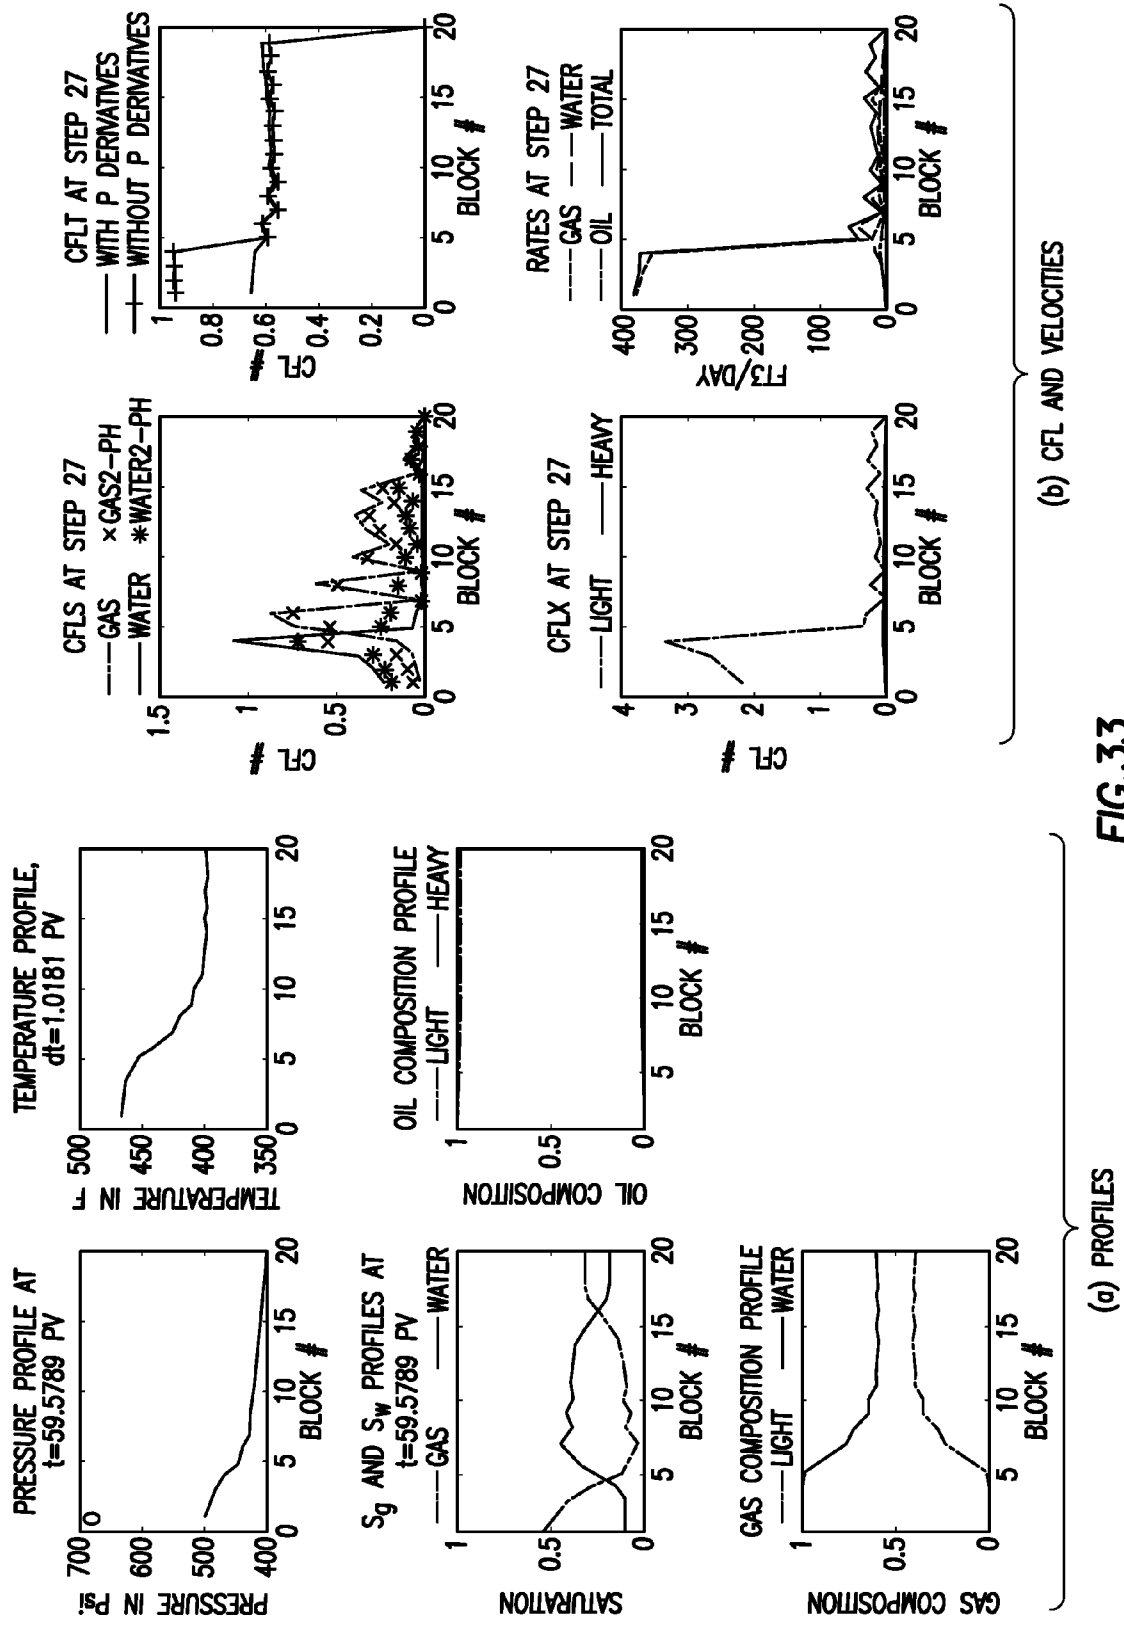 PRESSURE PROFILE AT
t=59.5789 PV
PRESSURE IN Psi
700
600
500
400
0 5 10 15 20
BLOCK #
TEMPERATURE PROFILE,
dt=1.0181 PV
TEMPERATURE IN F
500
450
400
350
0 5 10 15 20
BLOCK #
Sg AND Sw PROFILES AT
t=59.5789 PV
GAS WATER
SATURATION
1
0.5
0
5 10 15 20
BLOCK #
OIL COMPOSITION PROFILE
LIGHT HEAVY
OIL COMPOSITION
1
0.5
0
5 10 15 20
BLOCK #
GAS COMPOSITION PROFILE
LIGHT WATER
GAS COMPOSITION
1
0.5
0
5 10 15 20
BLOCK #
(a) PROFILES
CFLS AT STEP 27
GAS ×GAS2-PH
WATER *WATER2-PH
CFL #
1.5
1
0.5
0
0 5 10 15 20
BLOCK #
CFLT AT STEP 27
WITH P DERIVATIVES
WITHOUT P DERIVATIVES
CFL #
1
0.8
0.6
0.4
0.2
0
0 5 10 15 20
BLOCK #
CFLX AT STEP 27
LIGHT HEAVY
CFL #
4
3
2
1
0
0 5 10 15 20
BLOCK #
RATES AT STEP 27
GAS WATER
OIL TOTAL
FT3/DAY
400
300
200
100
0
0 5 10 15 20
BLOCK #
(b) CFL AND VELOCITIES
FIG.33